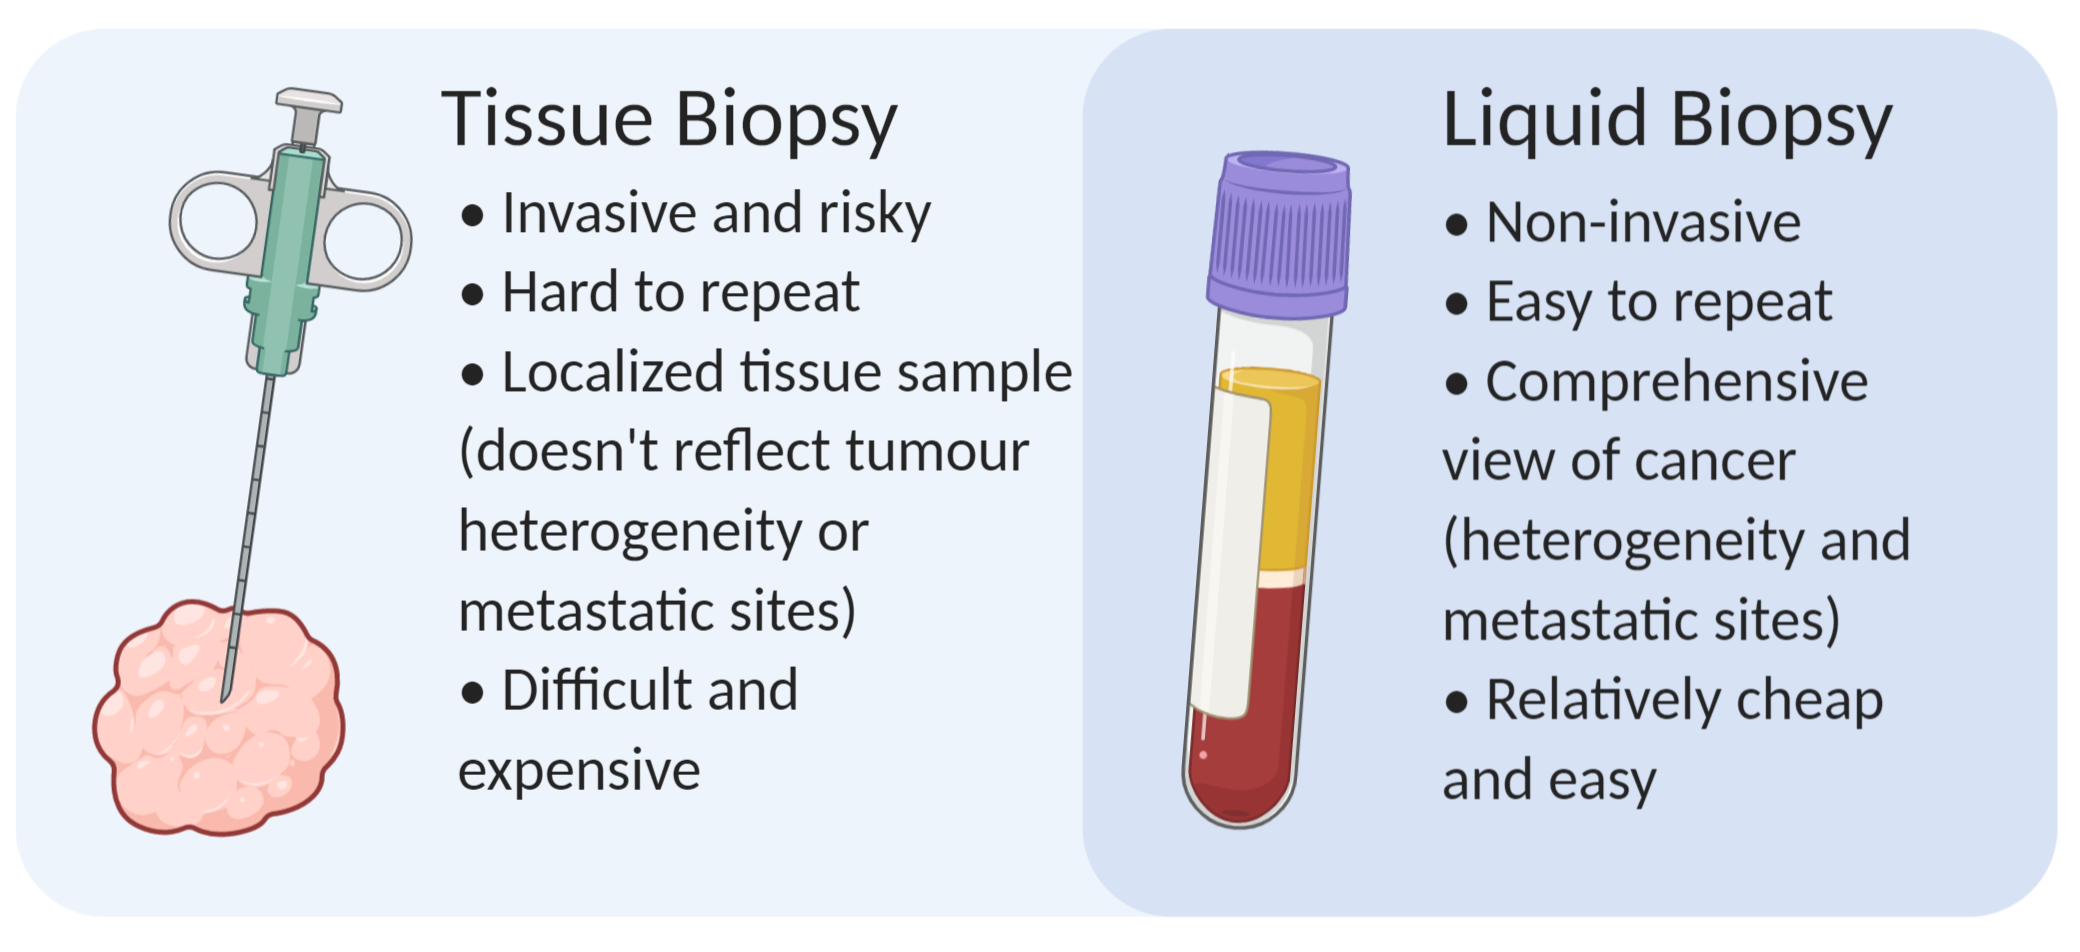 Tissue Biopsy
• Invasive and risky
• Hard to repeat
• Localized tissue sample
(doesn't reflect tumour
heterogeneity or
metastatic sites)
• Difficult and
expensive
Liquid Biopsy
• Non-invasive
• Easy to repeat
• Comprehensive
view of cancer
(heterogeneity and
metastatic sites)
• Relatively cheap
and easy